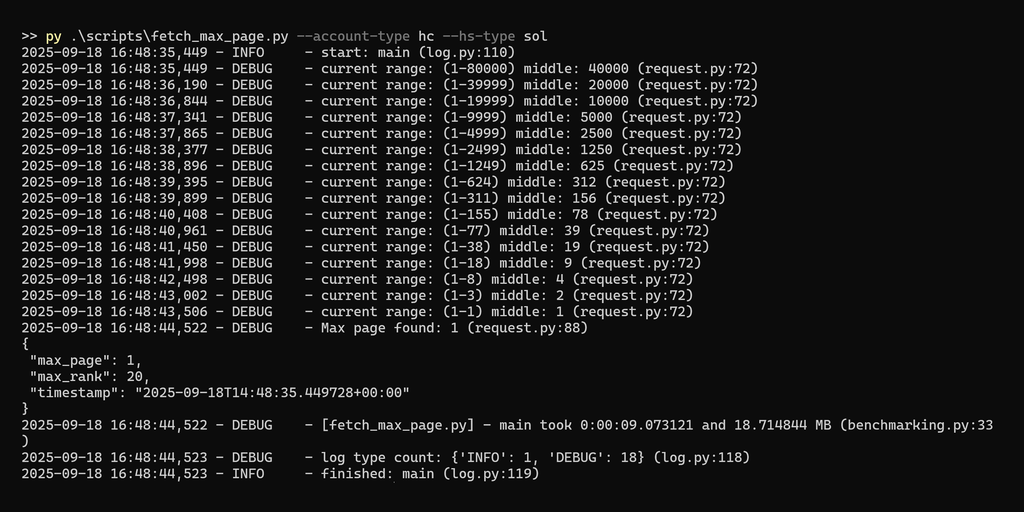 >> py .\scripts\fetch_max_page.py --account-type hc --hs-type sol
2025-09-18 16:48:35,449 - INFO     - start: main (log.py:110)
2025-09-18 16:48:35,449 - DEBUG    - current range: (1-80000) middle: 40000 (request.py:72)
2025-09-18 16:48:36,190 - DEBUG    - current range: (1-39999) middle: 20000 (request.py:72)
2025-09-18 16:48:36,844 - DEBUG    - current range: (1-19999) middle: 10000 (request.py:72)
2025-09-18 16:48:37,341 - DEBUG    - current range: (1-9999) middle: 5000 (request.py:72)
2025-09-18 16:48:37,865 - DEBUG    - current range: (1-4999) middle: 2500 (request.py:72)
2025-09-18 16:48:38,377 - DEBUG    - current range: (1-2499) middle: 1250 (request.py:72)
2025-09-18 16:48:38,896 - DEBUG    - current range: (1-1249) middle: 625 (request.py:72)
2025-09-18 16:48:39,395 - DEBUG    - current range: (1-624) middle: 312 (request.py:72)
2025-09-18 16:48:39,899 - DEBUG    - current range: (1-311) middle: 156 (request.py:72)
2025-09-18 16:48:40,408 - DEBUG    - current range: (1-155) middle: 78 (request.py:72)
2025-09-18 16:48:40,961 - DEBUG    - current range: (1-77) middle: 39 (request.py:72)
2025-09-18 16:48:41,450 - DEBUG    - current range: (1-38) middle: 19 (request.py:72)
2025-09-18 16:48:41,998 - DEBUG    - current range: (1-18) middle: 9 (request.py:72)
2025-09-18 16:48:42,498 - DEBUG    - current range: (1-8) middle: 4 (request.py:72)
2025-09-18 16:48:43,002 - DEBUG    - current range: (1-3) middle: 2 (request.py:72)
2025-09-18 16:48:43,506 - DEBUG    - current range: (1-1) middle: 1 (request.py:72)
2025-09-18 16:48:44,522 - DEBUG    - Max page found: 1 (request.py:88)
{
 "max_page": 1,
 "max_rank": 20,
 "timestamp": "2025-09-18T14:48:35.449728+00:00"
}
2025-09-18 16:48:44,522 - DEBUG    - [fetch_max_page.py] - main took 0:00:09.073121 and 18.714844 MB (benchmarking.py:33
)
2025-09-18 16:48:44,523 - DEBUG    - log type count: {'INFO': 1, 'DEBUG': 18} (log.py:118)
2025-09-18 16:48:44,523 - INFO     - finished: main (log.py:119)